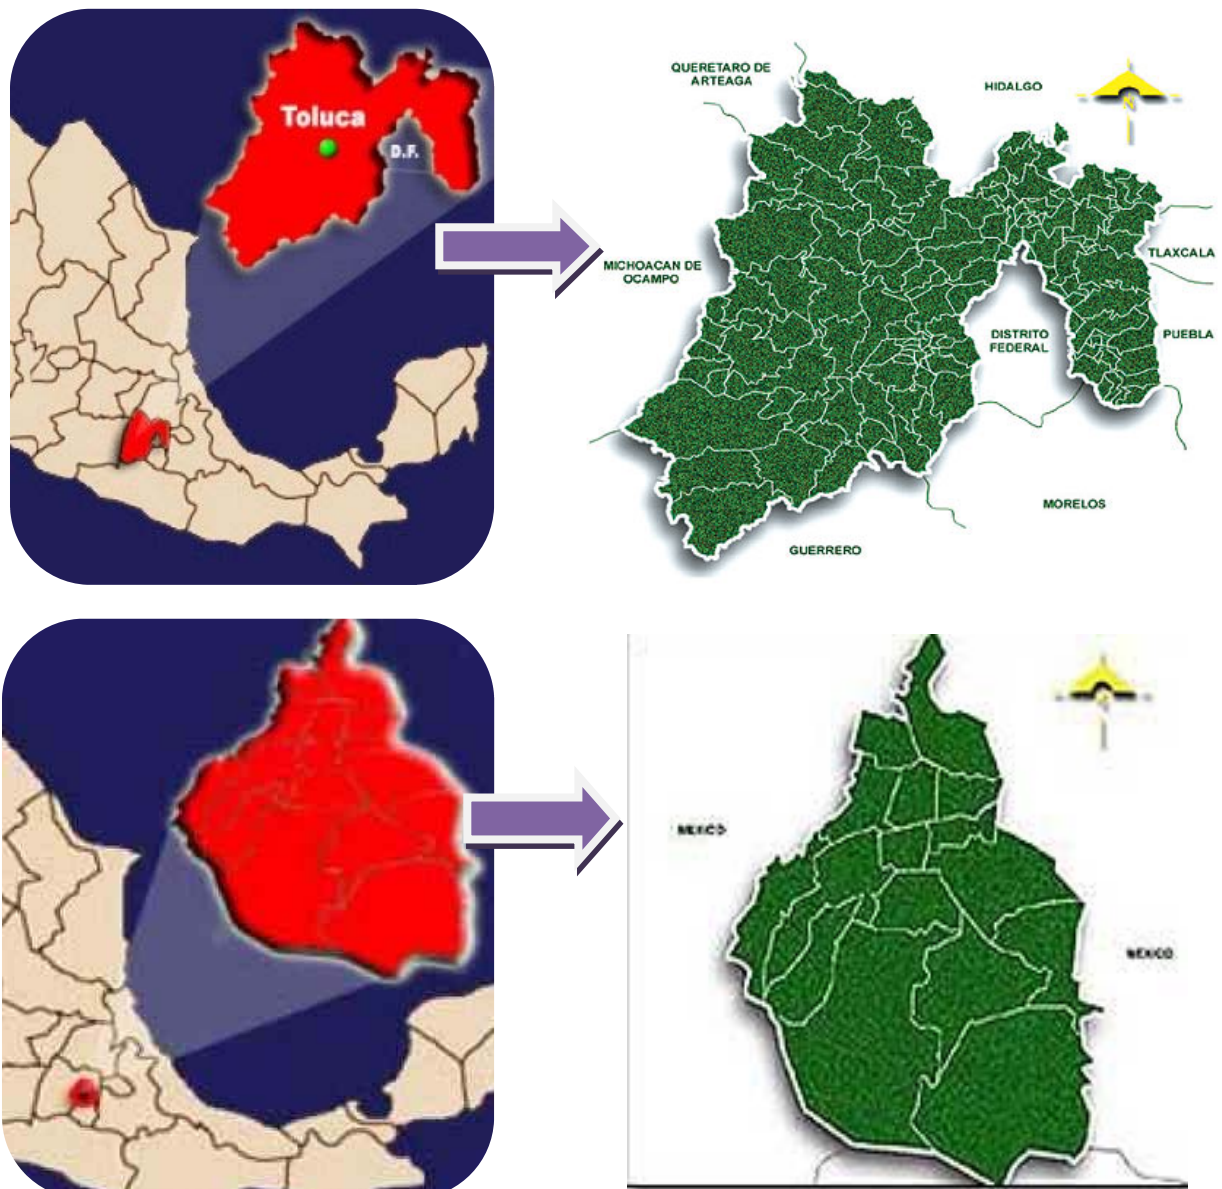 Toluca
D.F.
QUERETARO DE
ARTEAGA
HIDALGO
MICHOACAN DE
OCAMPO
TLAXCALA
DISTRITO
FEDERAL
PUEBLA
MORELOS
GUERRERO
MEXICO
MEXICO